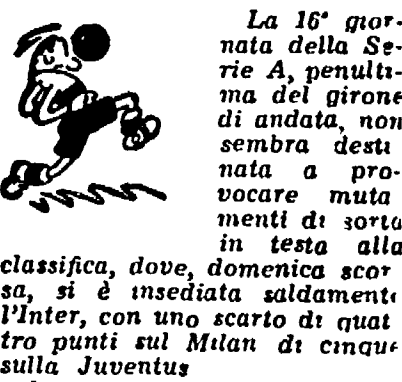 La 16ª gior-
nata della Se-
rie A, penulti-
ma del girone
di andata, non
sembra desti
nata a pro-
vocare muta
menti di sorta
in testa alla
classifica, dove, domenica scor
sa, si è insediata saldamente
l'Inter, con uno scarto di quat
tro punti sul Milan di cinque
sulla Juventus